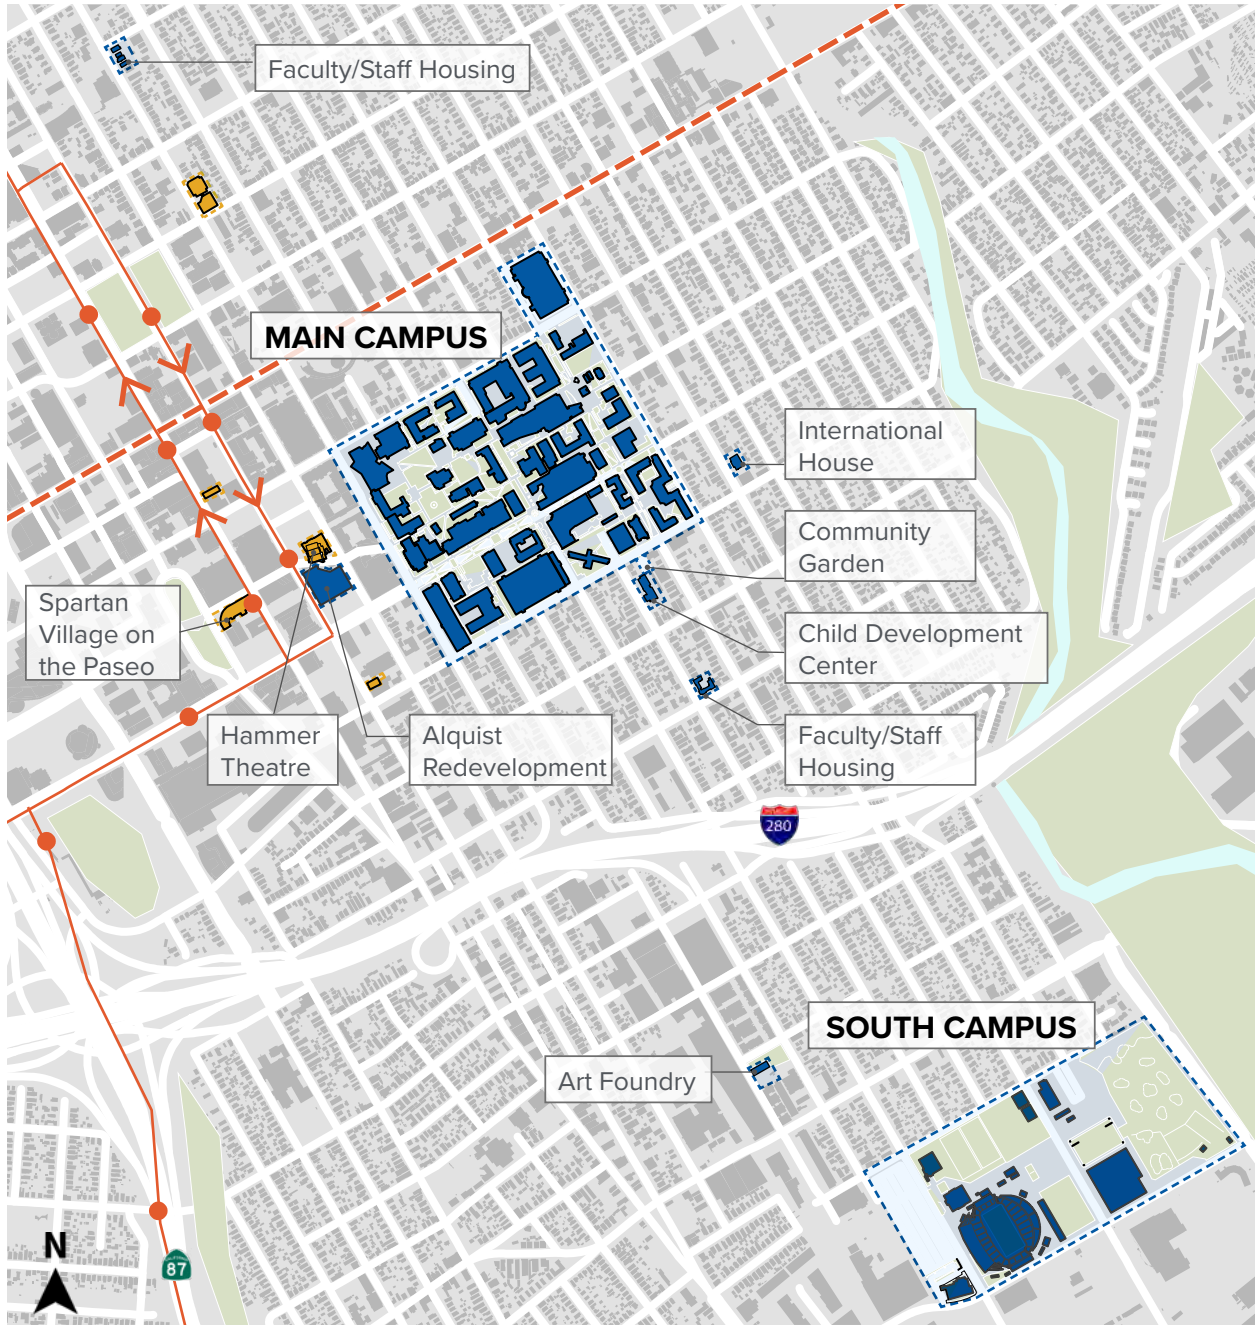 Faculty/Staff Housing
MAIN CAMPUS
International
House
Community
Garden
Spartan
Village on
the Paseo
Child Development
Center
Hammer
Theatre
Alquist
Redevelopment
Faculty/Staff
Housing
280
SOUTH CAMPUS
Art Foundry
N
87